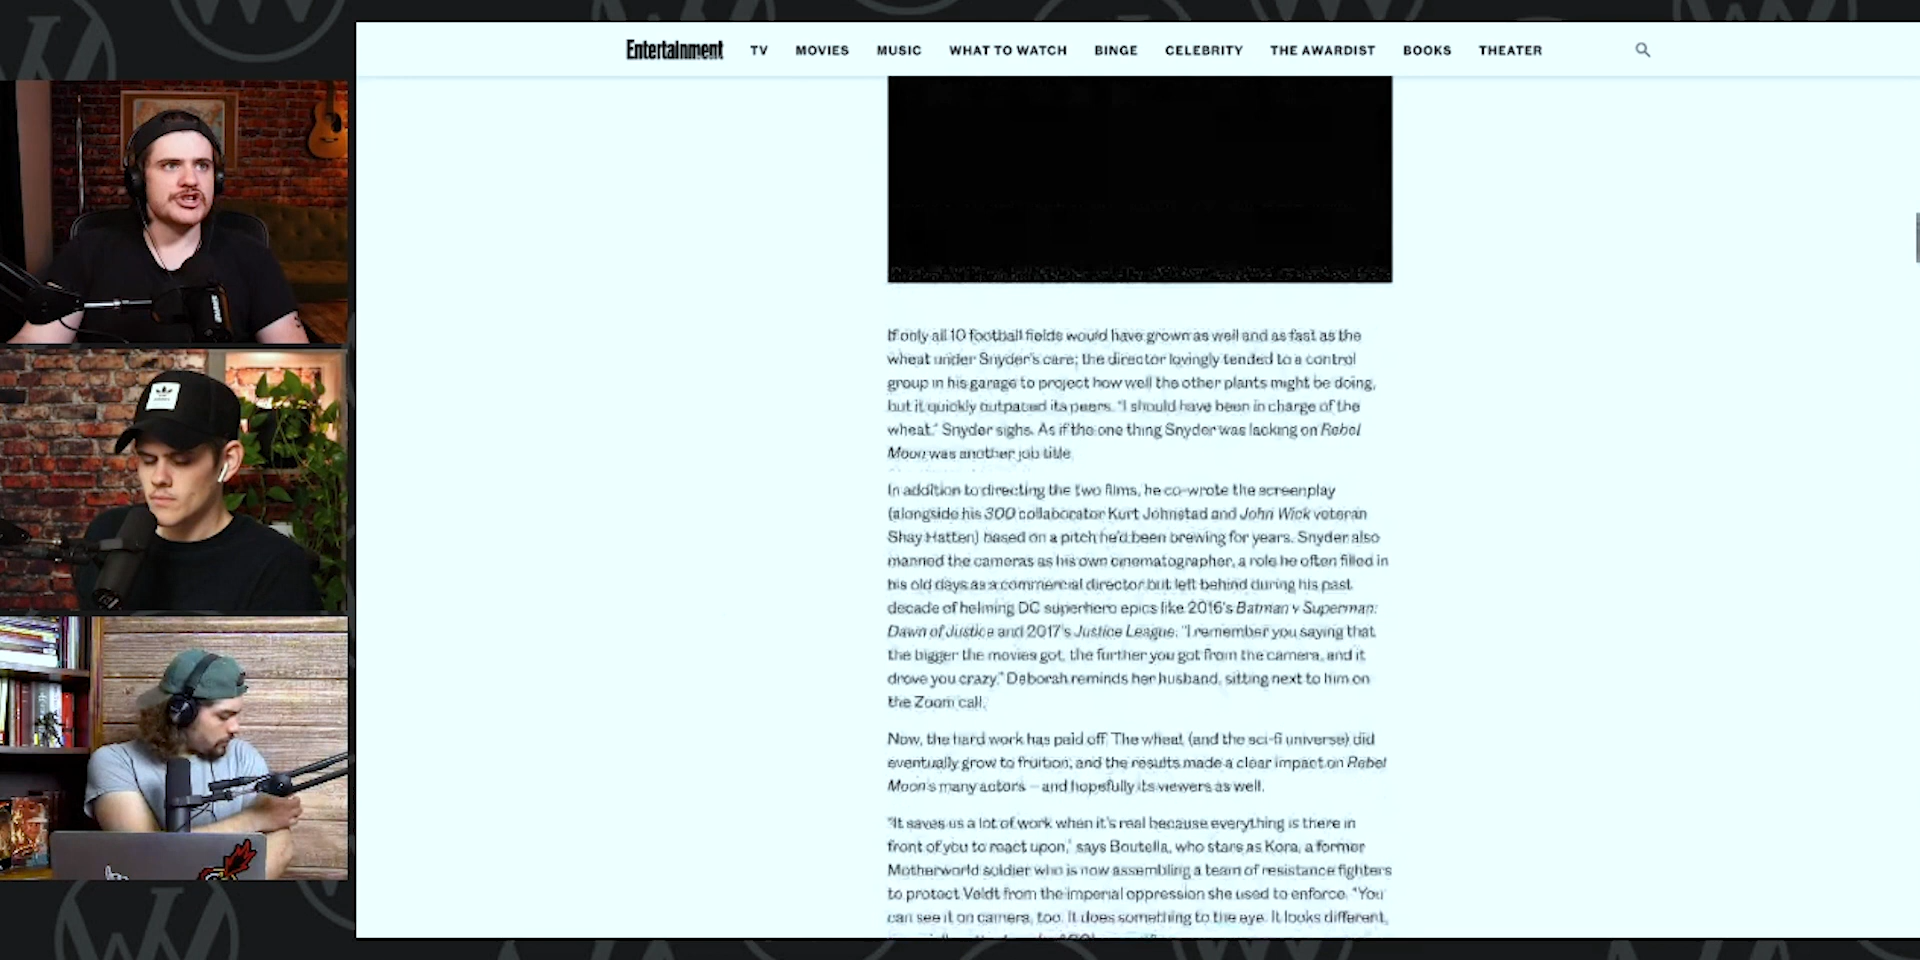 Entertainment TV MOVIES MUSIC WHAT TO WATCH BINGE CELEBRITY THE AWARDIST BOOKS THEATER
If only all 10 football fields would have grown as well and as fast as the
wheat under Snyder's care; the director lovingly tended to a control
group in his garage to project how well the other plants might be doing,
but it quickly outpaced its peers. "I should have been in charge of the
wheat," Snyder sighs. As if the one thing Snyder was lacking on Rebel
Moon was another job title.
In addition to directing the two films, he co-wrote the screenplay
(alongside his 300 collaborator Kurt Johnstad and John Wick veteran
Shay Hatten) based on a pitch he'd been brewing for years. Snyder also
manned the cameras as his own cinematographer, a role he often filled in
his old days as a commercial director but left behind during his past
decade of helming DC superhero epics like 2016's Batman v Superman:
Dawn of Justice and 2017's Justice League. "I remember you saying that
the bigger the movies got, the further you got from the camera, and it
drove you crazy," Deborah reminds her husband, sitting next to him on
the Zoom call.
Now, the hard work has paid off. The wheat (and the sci-fi universe) did
eventually grow to fruition, and the results made a clear impact on Rebel
Moon's many actors — and hopefully its viewers as well.
"It saves us a lot of work when it's real because everything is there in
front of you to react upon," says Boutella, who stars as Kora, a former
Motherworld soldier who is now assembling a team of resistance fighters
to protect Veldt from the imperial oppression she used to enforce. "You
can see it on camera, too. It does something to the eye. It looks different,